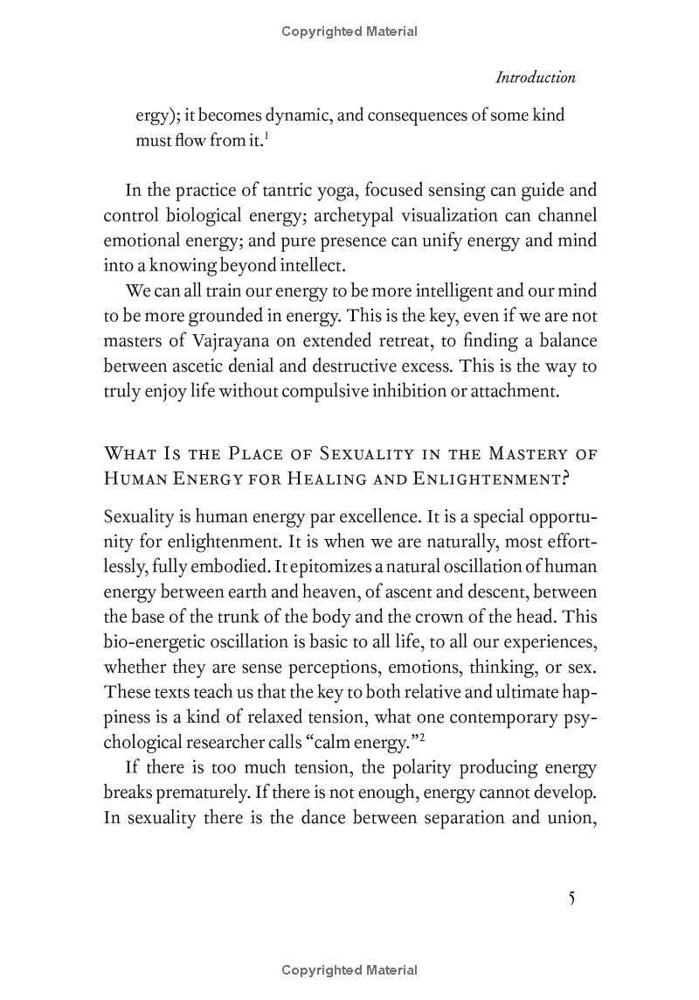 Copyrighted Material
Introduction
ergy); it becomes dynamic, and consequences of some kind
must flow from it.1
In the practice of tantric yoga, focused sensing can guide and
control biological energy; archetypal visualization can channel
emotional energy; and pure presence can unify energy and mind
into a knowing beyond intellect.
We can all train our energy to be more intelligent and our mind
to be more grounded in energy. This is the key, even if we are not
masters of Vajrayana on extended retreat, to finding a balance
between ascetic denial and destructive excess. This is the way to
truly enjoy life without compulsive inhibition or attachment.
What Is the Place of Sexuality in the Mastery of
Human Energy for Healing and Enlightenment?
Sexuality is human energy par excellence. It is a special opportu-
nity for enlightenment. It is when we are naturally, most effort-
lessly, fully embodied. It epitomizes a natural oscillation of human
energy between earth and heaven, of ascent and descent, between
the base of the trunk of the body and the crown of the head. This
bio-energetic oscillation is basic to all life, to all our experiences,
whether they are sense perceptions, emotions, thinking, or sex.
These texts teach us that the key to both relative and ultimate hap-
piness is a kind of relaxed tension, what one contemporary psy-
chological researcher calls “calm energy.”2
If there is too much tension, the polarity producing energy
breaks prematurely. If there is not enough, energy cannot develop.
In sexuality there is the dance between separation and union,
5
Copyrighted Material